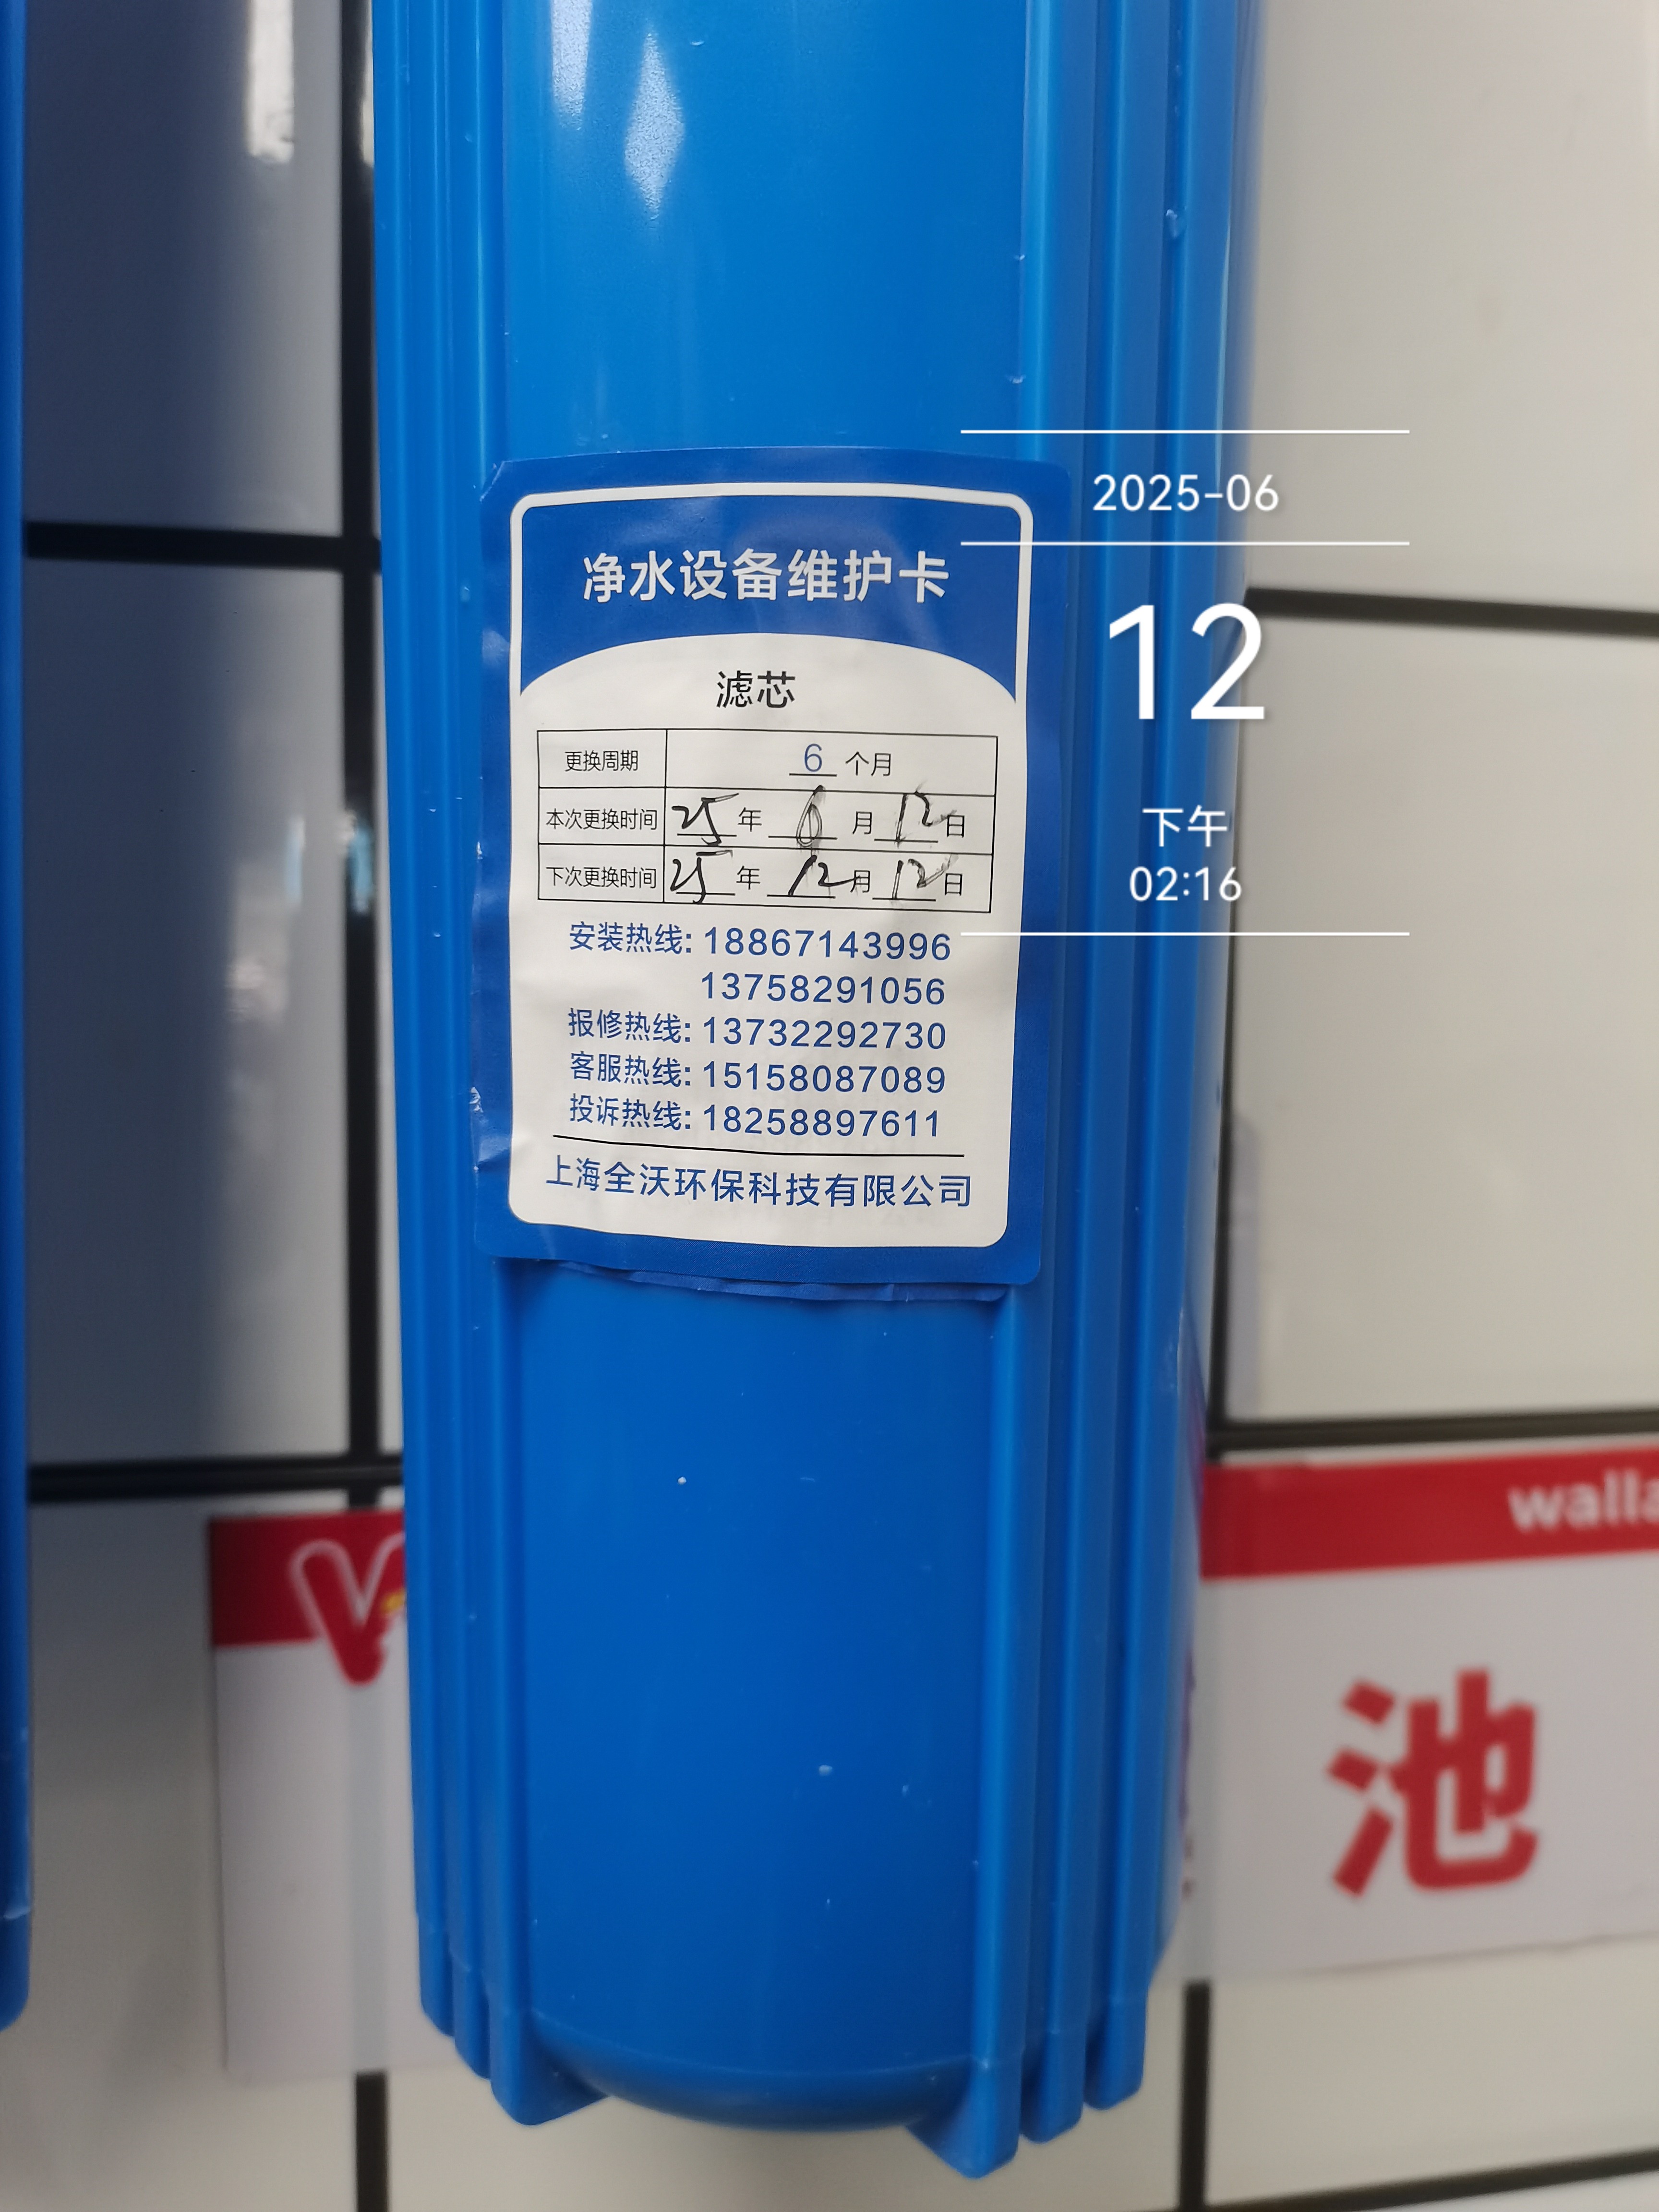 2025-06
12
下午
02:16
净水设备维护卡
滤芯
更换周期 6 个月
本次更换时间 25 年 6 月 12 日
下次更换时间 25 年 12 月 12 日
安装热线: 18867143996
13758291056
报修热线: 13732292730
客服热线: 15158087089
投诉热线: 18258897611
上海全沃环保科技有限公司
walla
池